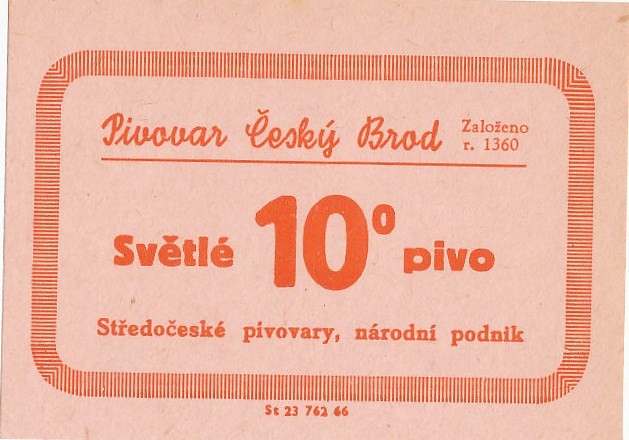 Pivovar Český Brod
Založeno
r. 1360
Světlé 10° pivo
Středočeské pivovary, národní podnik
St 23 762 66